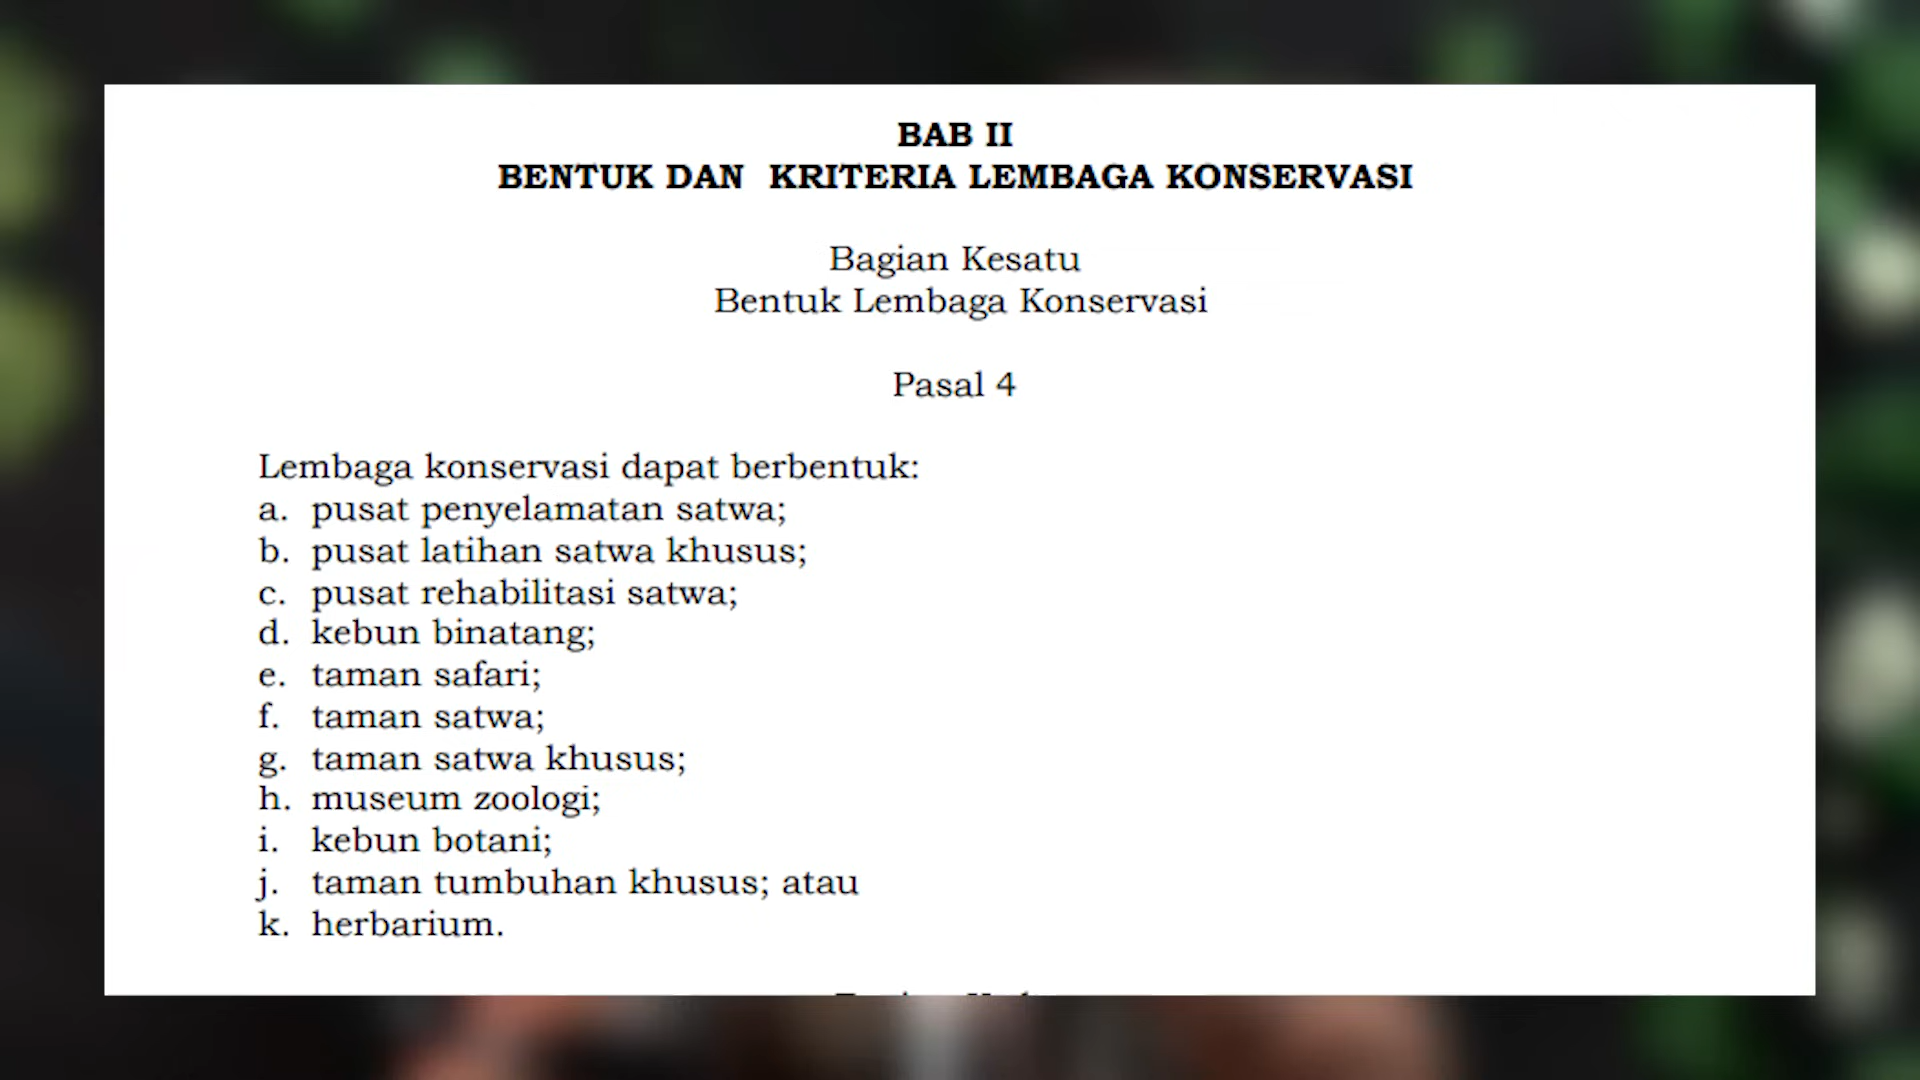 BAB II
BENTUK DAN KRITERIA LEMBAGA KONSERVASI
Bagian Kesatu
Bentuk Lembaga Konservasi
Pasal 4
Lembaga konservasi dapat berbentuk:
a. pusat penyelamatan satwa;
b. pusat latihan satwa khusus;
c. pusat rehabilitasi satwa;
d. kebun binatang;
e. taman safari;
f. taman satwa;
g. taman satwa khusus;
h. museum zoologi;
i. kebun botani;
j. taman tumbuhan khusus; atau
k. herbarium.